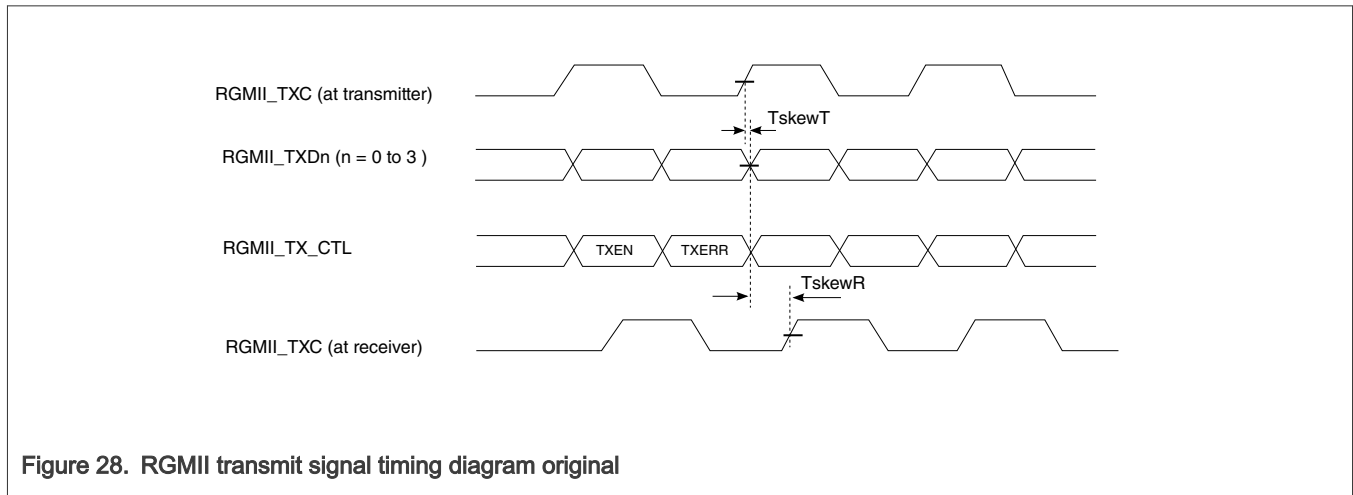 RGMII_TXC (at transmitter)
TskewT
RGMII_TXDn (n = 0 to 3 )
RGMII_TX_CTL
TXEN
TXERR
TskewR
RGMII_TXC (at receiver)
Figure 28. RGMII transmit signal timing diagram original